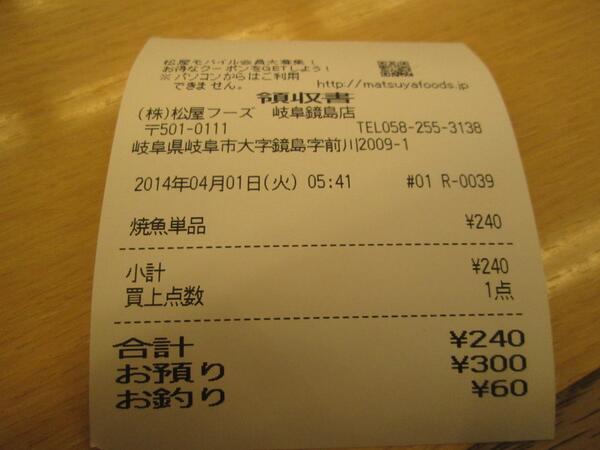 松屋モバイル会員大募集!
お得なクーポンをGETしよう!
※パソコンからはご利用
できません。 http://matsuyafoods.jp
領収書
(株)松屋フーズ 岐阜鏡島店
〒501-0111 TEL058-255-3138
岐阜県岐阜市大字鏡島字前川2009-1
2014年04月01日(火) 05:41 #01 R-0039
焼魚単品 ¥240
小計 ¥240
買上点数 1点
合計 ¥240
お預り ¥300
お釣り ¥60